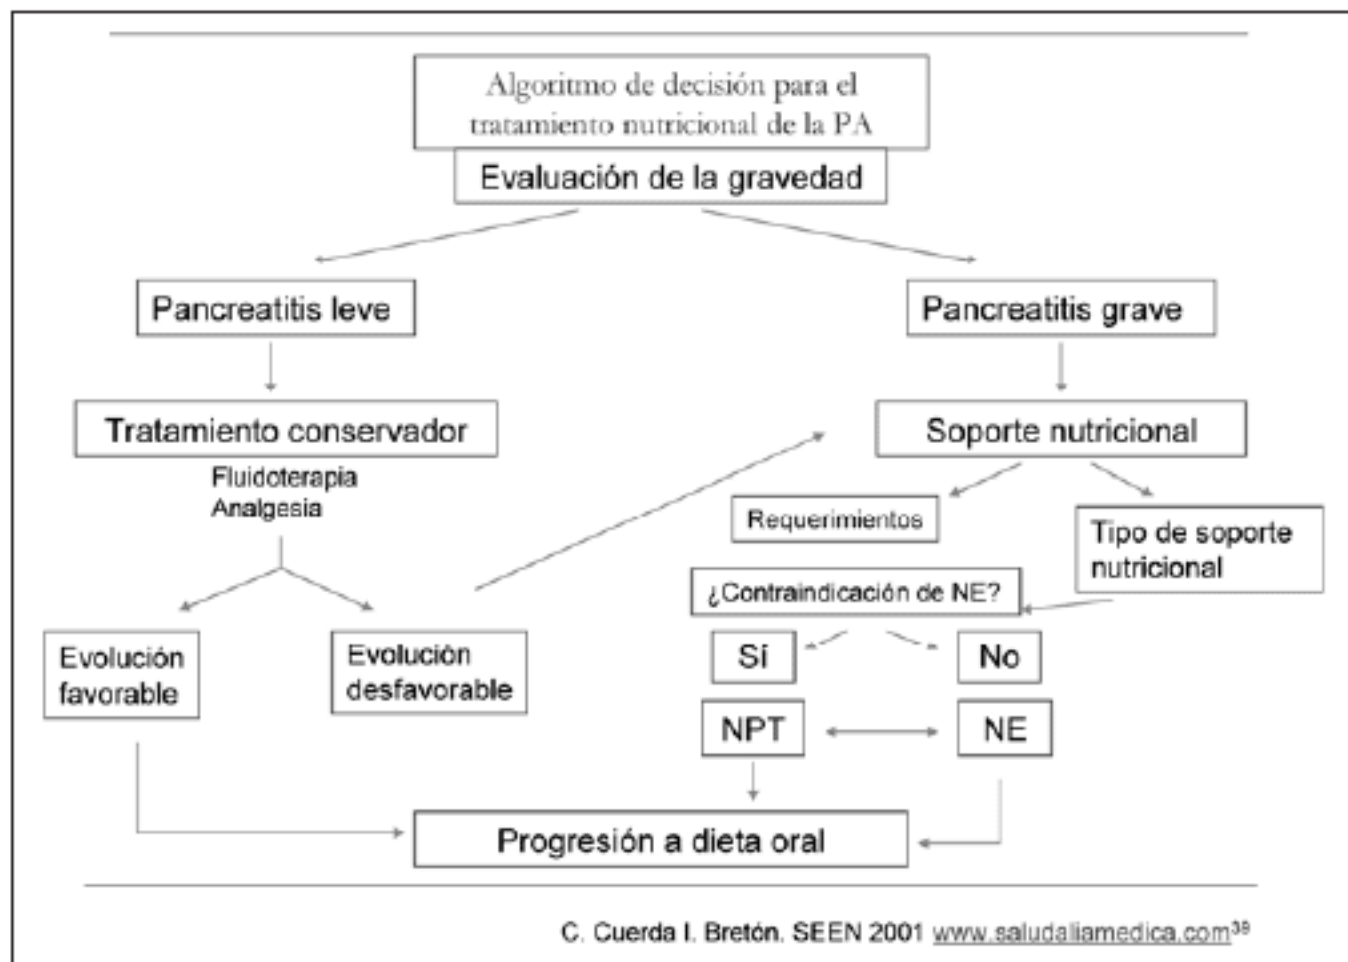 Algoritmo de decisión para el
tratamiento nutricional de la PA
Evaluación de la gravedad
Pancreatitis leve
Pancreatitis grave
Tratamiento conservador
Soporte nutricional
Fluidoterapia
Analgesia
Requerimientos
Tipo de soporte
nutricional
¿Contraindicación de NE?
Evolución
favorable
Evolución
desfavorable
Sí
No
NPT
NE
Progresión a dieta oral
C. Cuerda I. Bretón. SEEN 2001 www.saludaliamedica.com³⁹